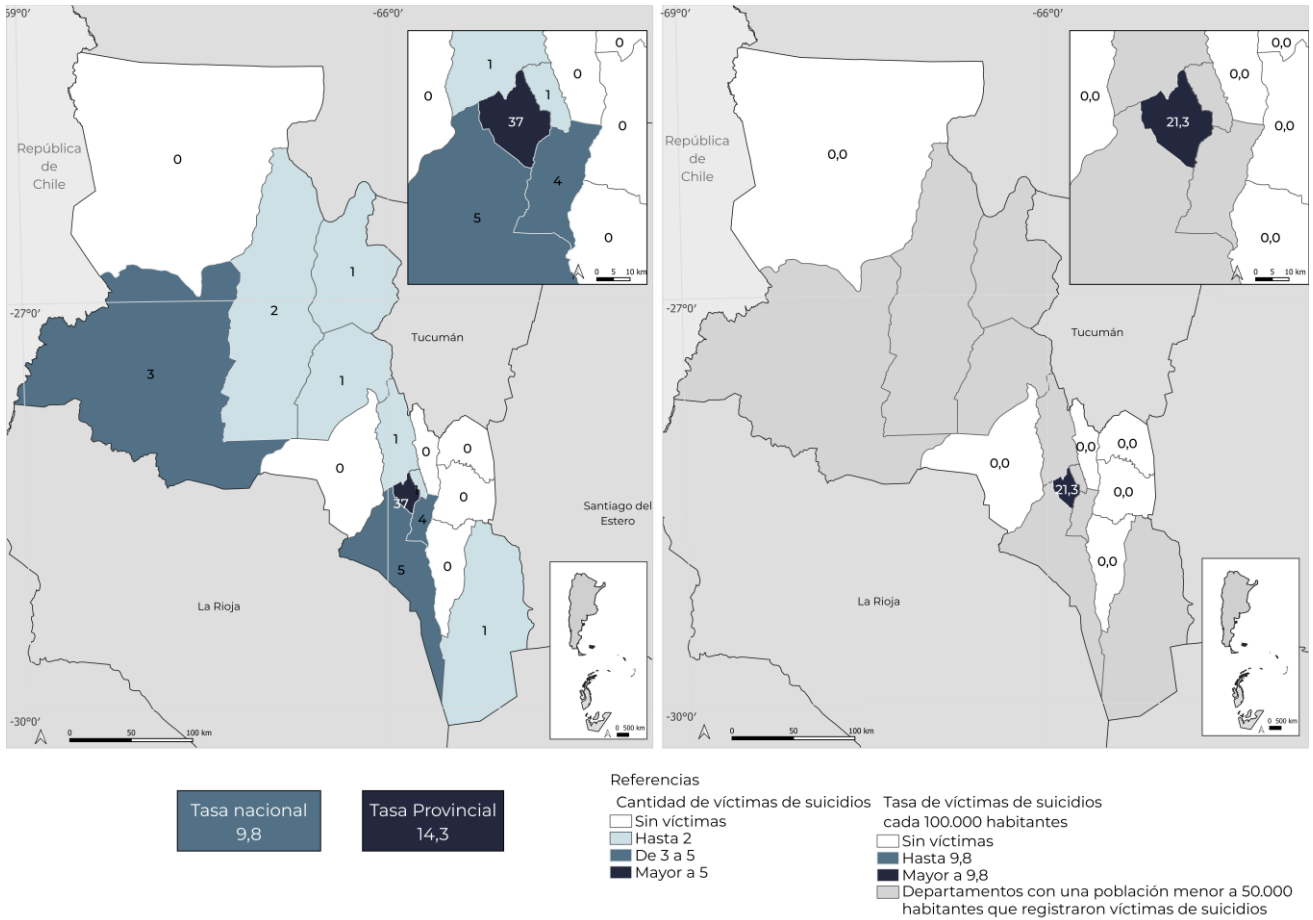 69°0'
-66°0'
0
1
0
0
1
37
0
4
5
0
0 5 10 km
República
de
Chile
0
1
2
-27°0'
Tucumán
3
1
1
0
0
0
0
37
4
Santiago del
Estero
5
0
La Rioja
1
-30°0'
0 50 100 km
0 500 km
-69°0'
-66°0'
0,0
0,0
0,0
21,3
0,0
0,0
0 5 10 km
República
de
Chile
0,0
-27°0'
Tucumán
0,0
0,0
0,0
0,0
21,3
0,0
La Rioja
-30°0'
0 50 100 km
0 500 km
Tasa nacional
9,8
Tasa Provincial
14,3
Referencias
Cantidad de víctimas de suicidios
Sin víctimas
Hasta 2
De 3 a 5
Mayor a 5
Tasa de víctimas de suicidios
cada 100.000 habitantes
Sin víctimas
Hasta 9,8
Mayor a 9,8
Departamentos con una población menor a 50.000
habitantes que registraron víctimas de suicidios